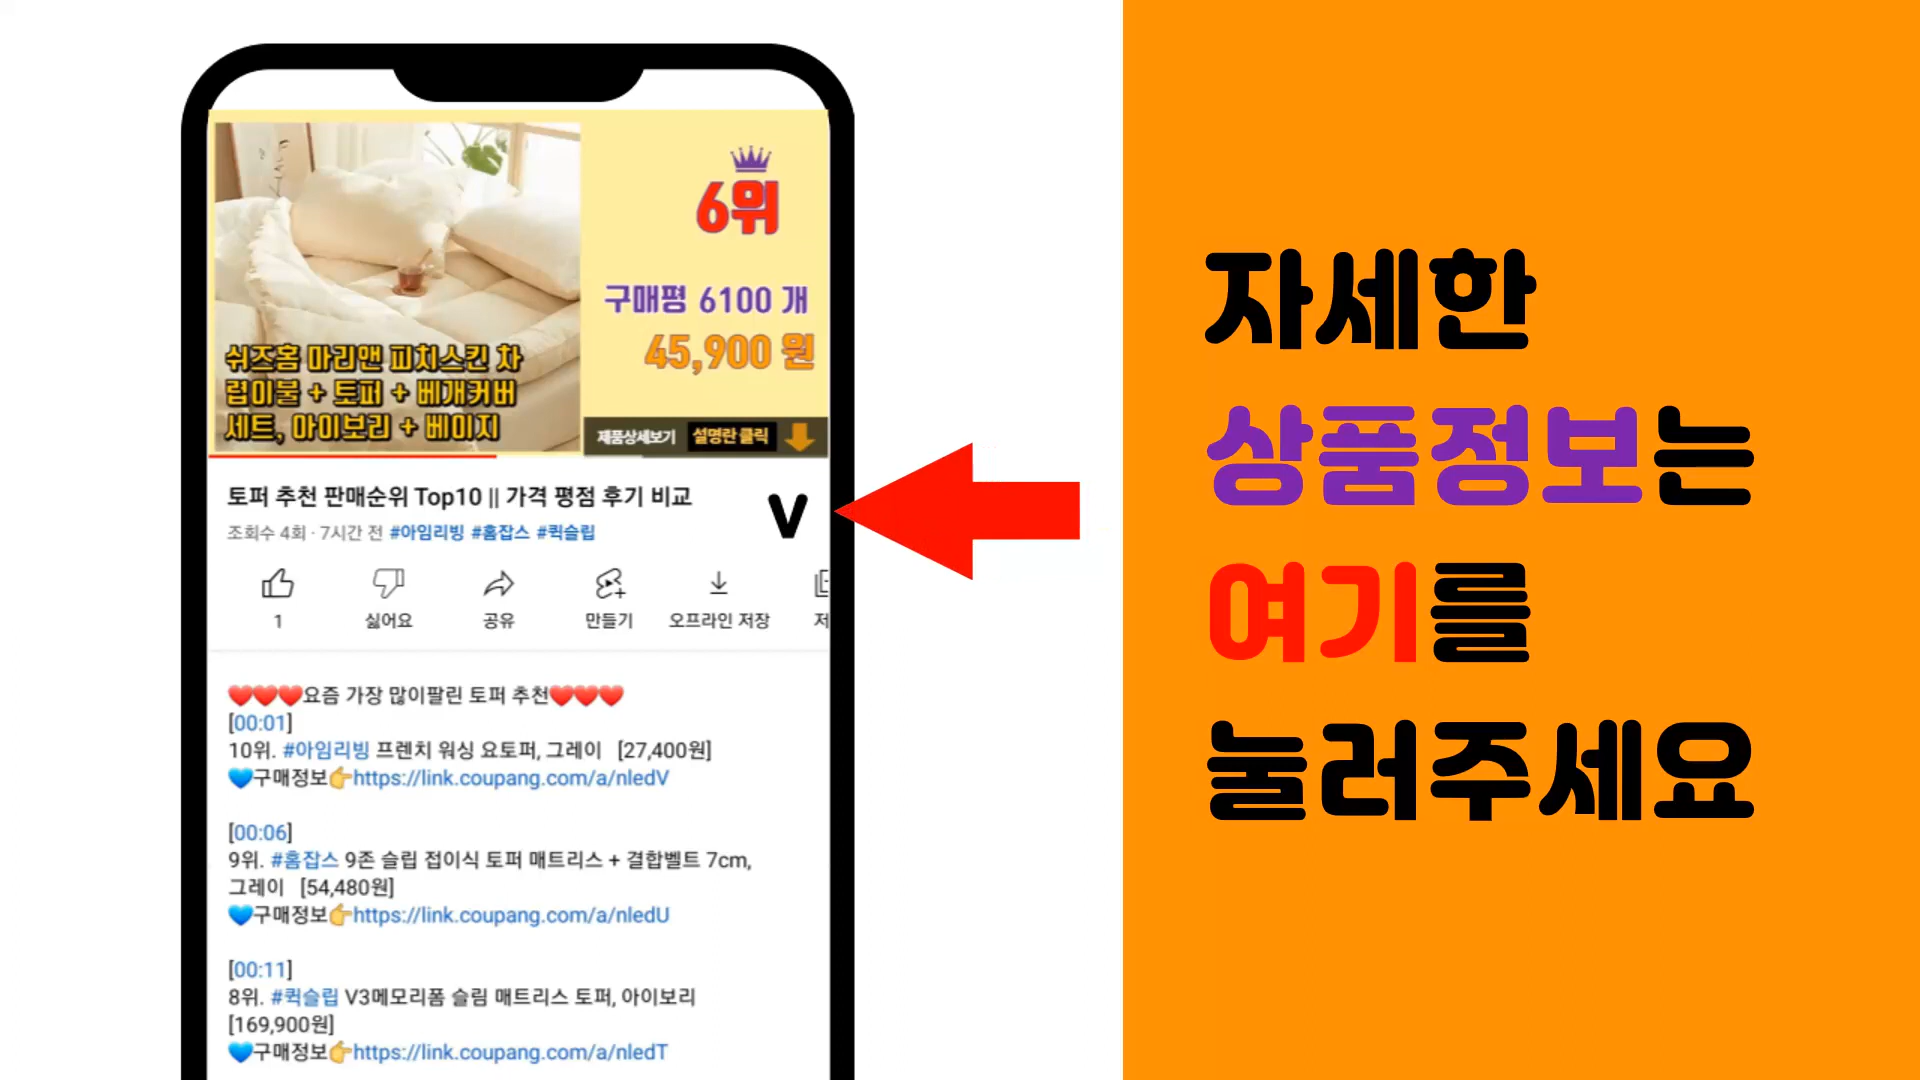 6위
구매평 6100 개
45,900 원
쉬즈홈 마리앤 피치스킨 차
렵이불 + 토퍼 + 베개커버
세트, 아이보리 + 베이지
제품상세보기 설명란 클릭
토퍼 추천 판매순위 Top10 || 가격 평점 후기 비교
V
조회수 4회 · 7시간 전 #아임리빙 #홈잡스 #퀵슬립
1 싫어요 공유 만들기 오프라인 저장 저
❤️❤️❤️요즘 가장 많이팔린 토퍼 추천❤️❤️❤️
[00:01]
10위. #아임리빙 프렌치 워싱 요토퍼, 그레이 [27,400원]
💙구매정보👉https://link.coupang.com/a/nledV
[00:06]
9위. #홈잡스 9존 슬립 접이식 토퍼 매트리스 + 결합벨트 7cm,
그레이 [54,480원]
💙구매정보👉https://link.coupang.com/a/nledU
[00:11]
8위. #퀵슬립 V3메모리폼 슬림 매트리스 토퍼, 아이보리
[169,900원]
💙구매정보👉https://link.coupang.com/a/nledT
자세한
상품정보는
여기를
눌러주세요